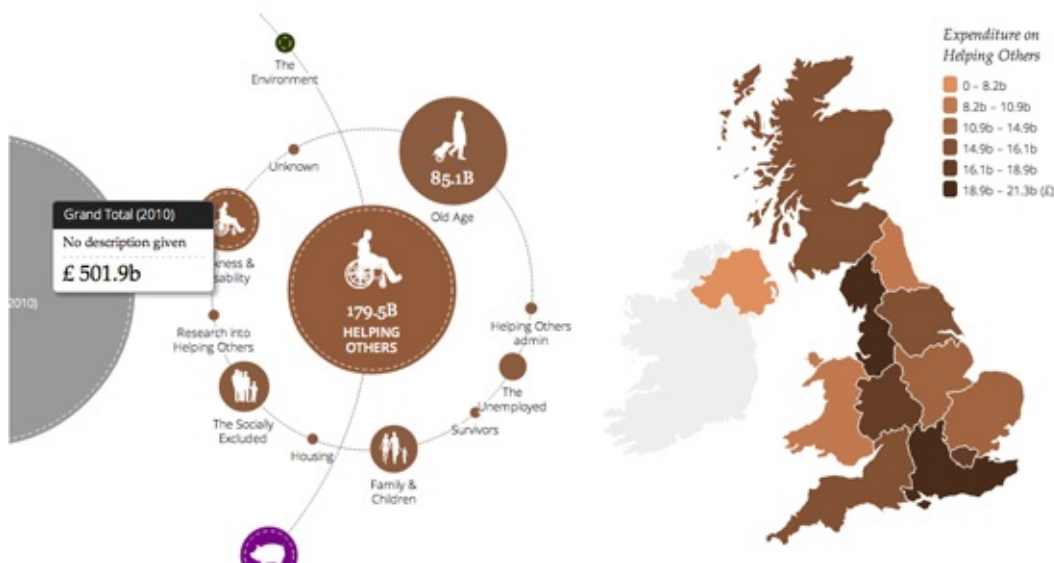 The
Environment
Unknown
85.1B
Old Age
Grand Total (2010)
No description given
£ 501.9b
2010)
kness &
sability
179.5B
HELPING
OTHERS
Research into
Helping Others
Helping Others
admin
The
Unemployed
The Socially
Excluded
Survivors
Housing
Family &
Children
Expenditure on
Helping Others
0 – 8.2b
8.2b – 10.9b
10.9b – 14.9b
14.9b – 16.1b
16.1b – 18.9b
18.9b – 21.3b (£)